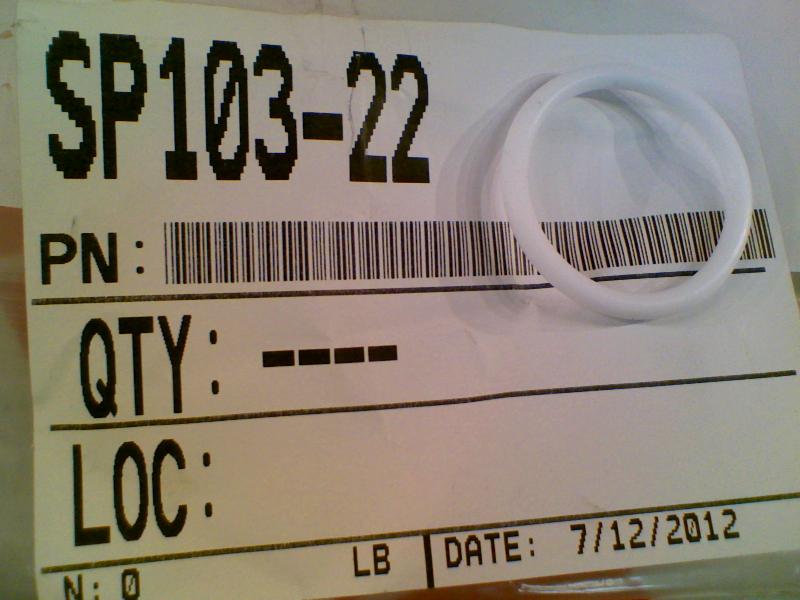 SP103-22
PN:
QTY: ----
LOC:
N: 0 LB DATE: 7/12/2012